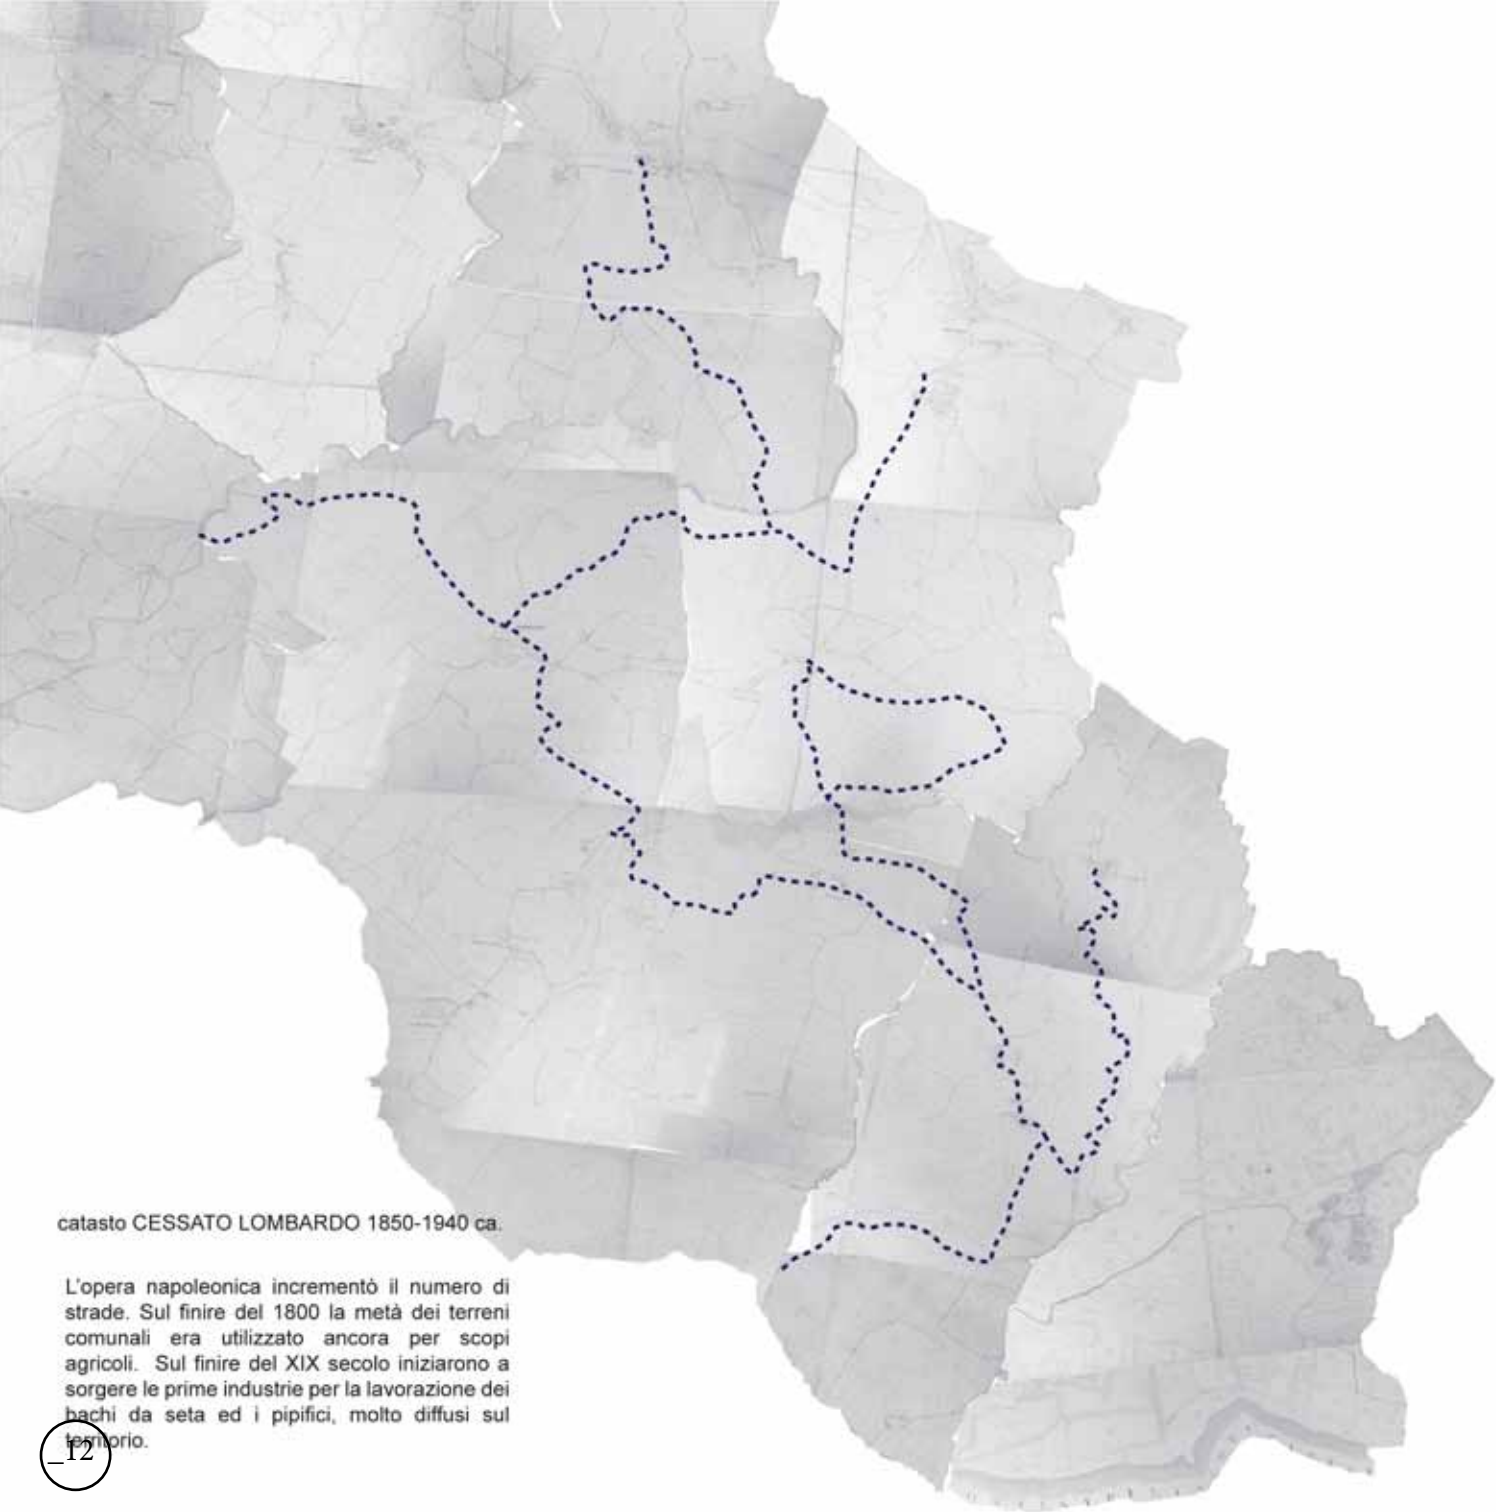 catasto CESSATO LOMBARDO 1850-1940 ca.
L'opera napoleonica incrementò il numero di
strade. Sul finire del 1800 la metà dei terreni
comunali era utilizzato ancora per scopi
agricoli. Sul finire del XIX secolo iniziarono a
sorgere le prime industrie per la lavorazione dei
bachi da seta ed i pipifici, molto diffusi sul
territorio.
_12